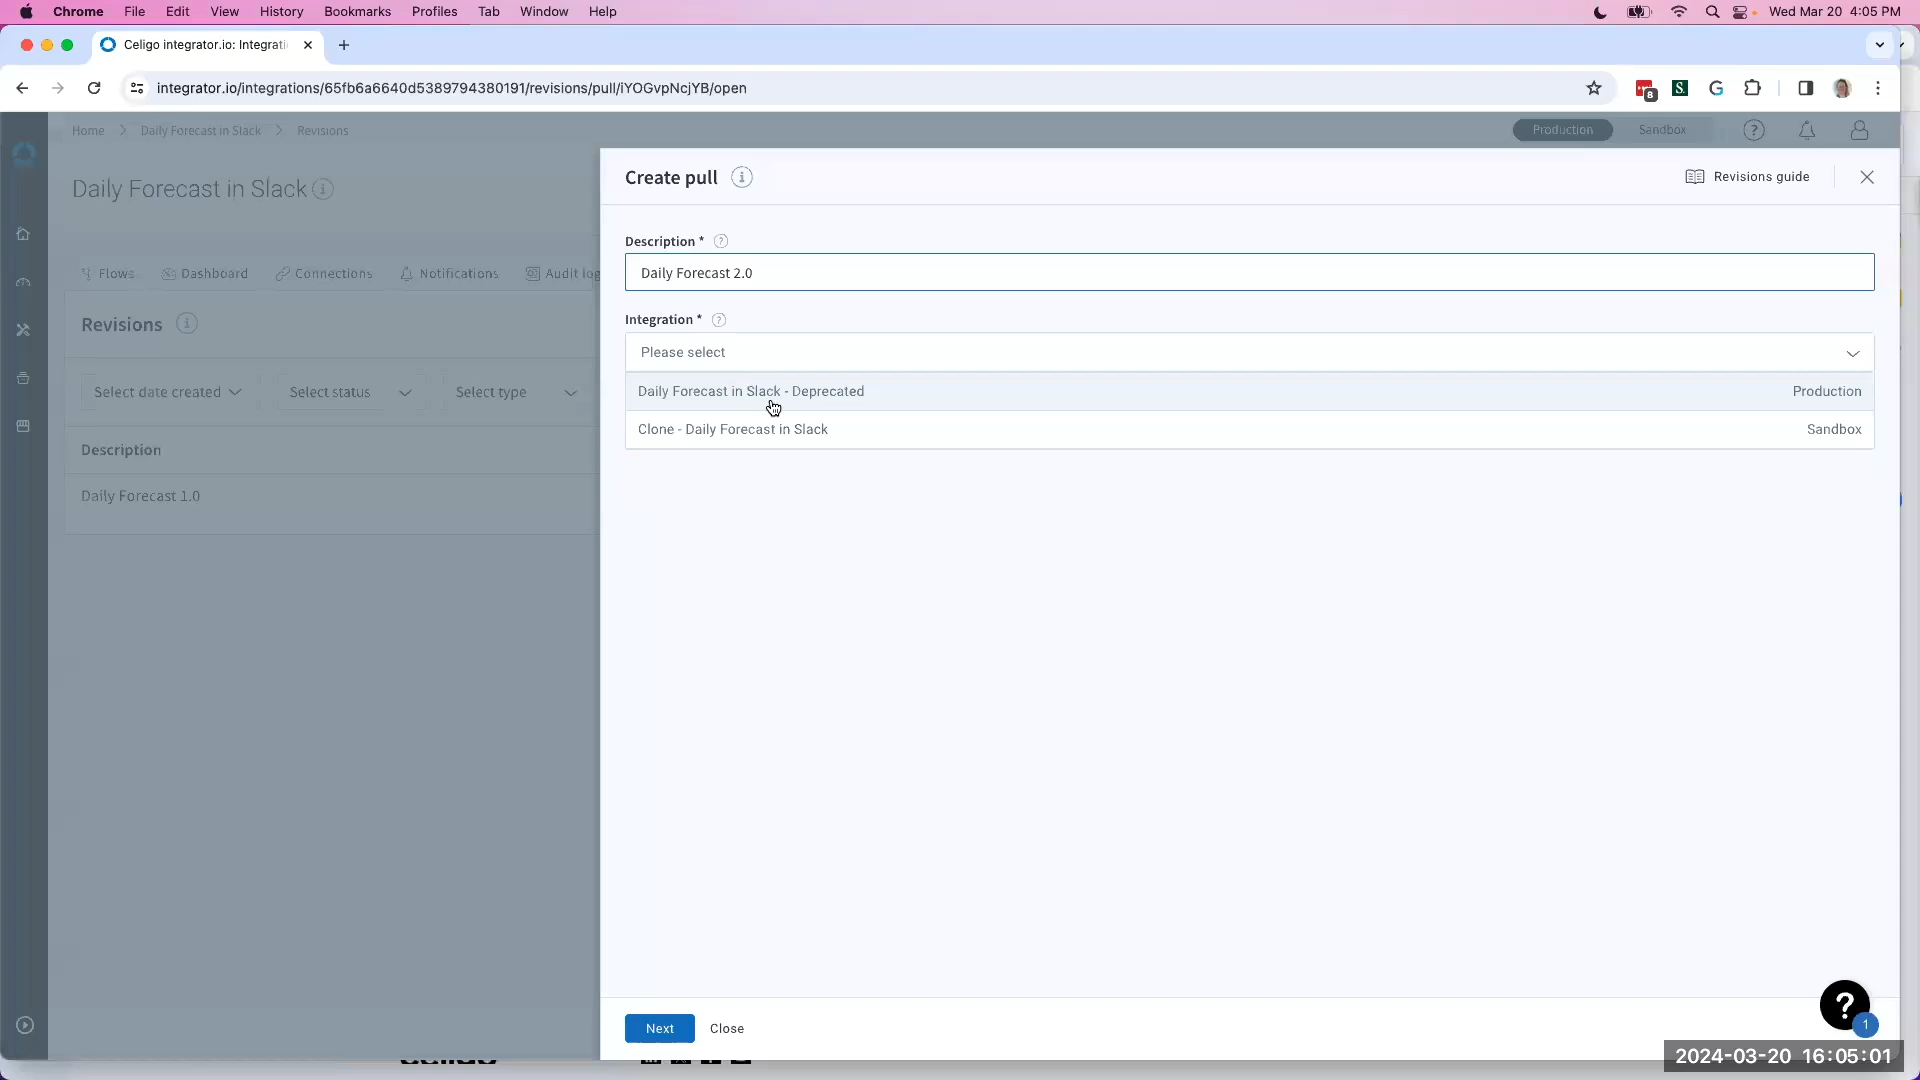 Chrome File Edit View History Bookmarks Profiles Tab Window Help Wed Mar 20 4:05 PM
Celigo integrator.io: Integrati
integrator.io/integrations/65fb6a6640d5389794380191/revisions/pull/iYOGvpNcjYB/open
8 S. G
Home > Daily Forecast in Slack > Revisions
Production Sandbox
Daily Forecast in Slack
Flows Dashboard Connections Notifications Audit log
Revisions
Select date created Select status Select type
Description
Daily Forecast 1.0
Create pull
Revisions guide
Description *
Daily Forecast 2.0
Integration *
Please select
Daily Forecast in Slack - Deprecated Production
Clone - Daily Forecast in Slack Sandbox
Next Close
?
1
2024-03-20 16:05:01